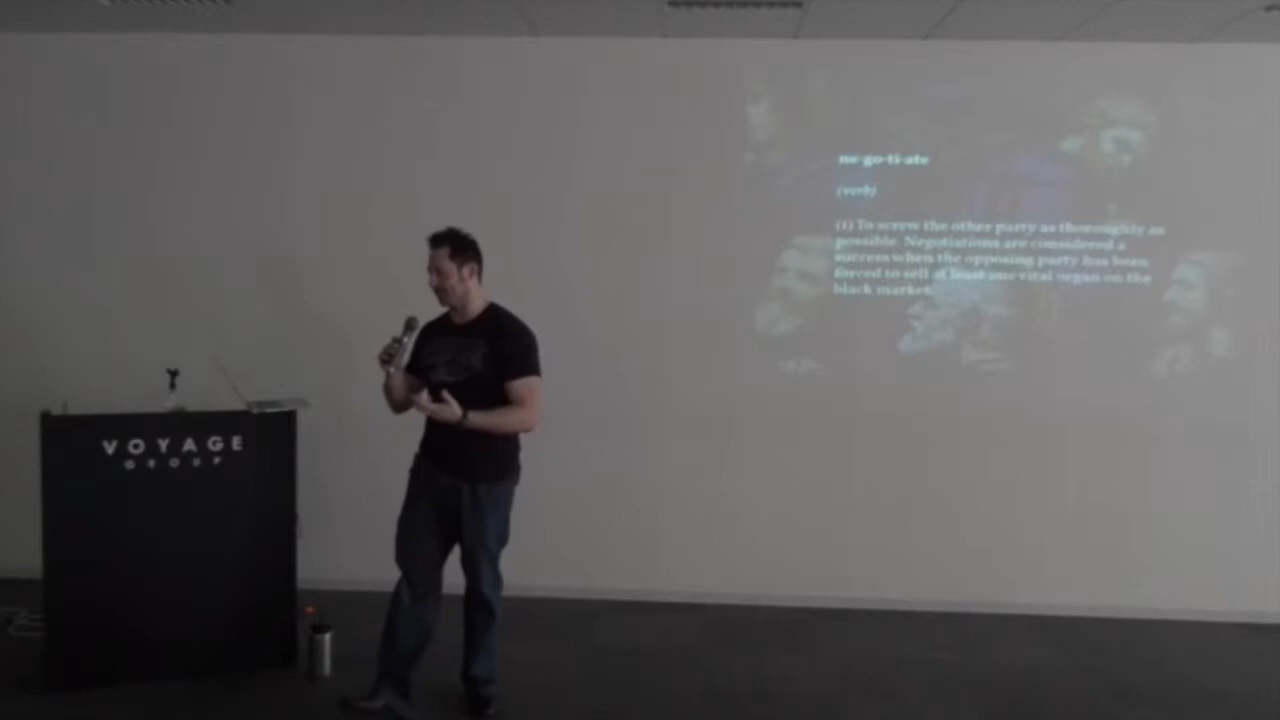 VOYAGE
GROUP
ne·go·ti·ate
(verb)
(1) To screw the other party as thoroughly as
possible. Negotiations are considered a
success when the opposing party has been
forced to sell at least one vital organ on the
black market.